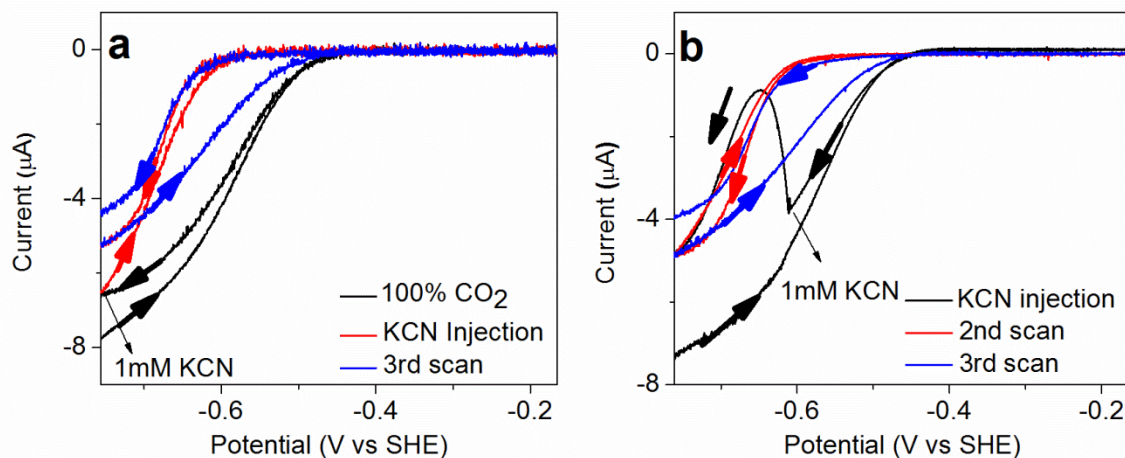 a
0
-4
-8
Current (μA)
100% CO2
KCN Injection
3rd scan
1mM KCN
-0.6
-0.4
-0.2
Potential (V vs SHE)
b
0
-4
-8
Current (μA)
1mM KCN
KCN injection
2nd scan
3rd scan
-0.6
-0.4
-0.2
Potential (V vs SHE)